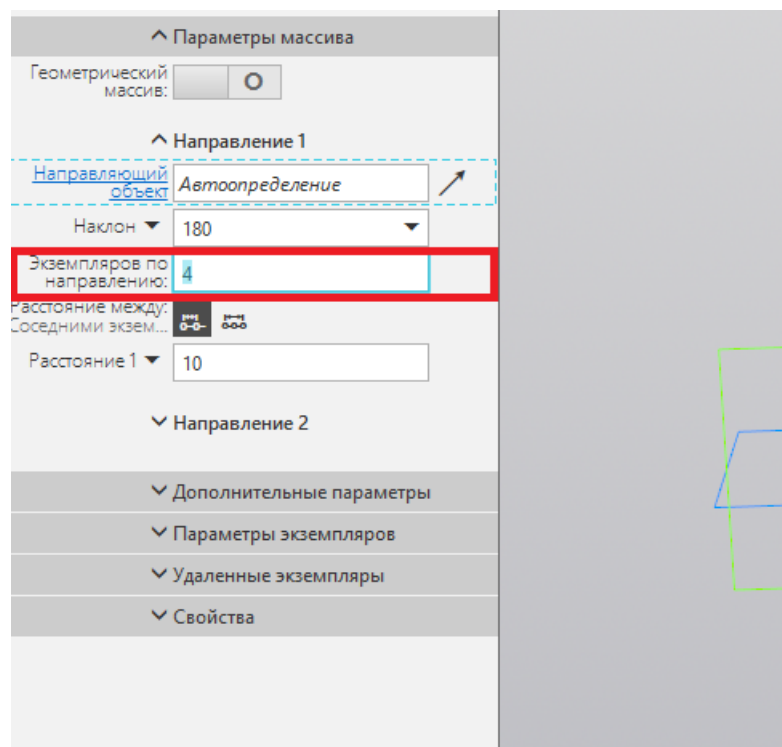 Параметры массива
Геометрический
массив:
Направление 1
Направляющий
объект
Автоопределение
Наклон
180
Экземпляров по
направлению:
4
Расстояние между:
Соседними экзем...
Расстояние 1
10
Направление 2
Дополнительные параметры
Параметры экземпляров
Удаленные экземпляры
Свойства